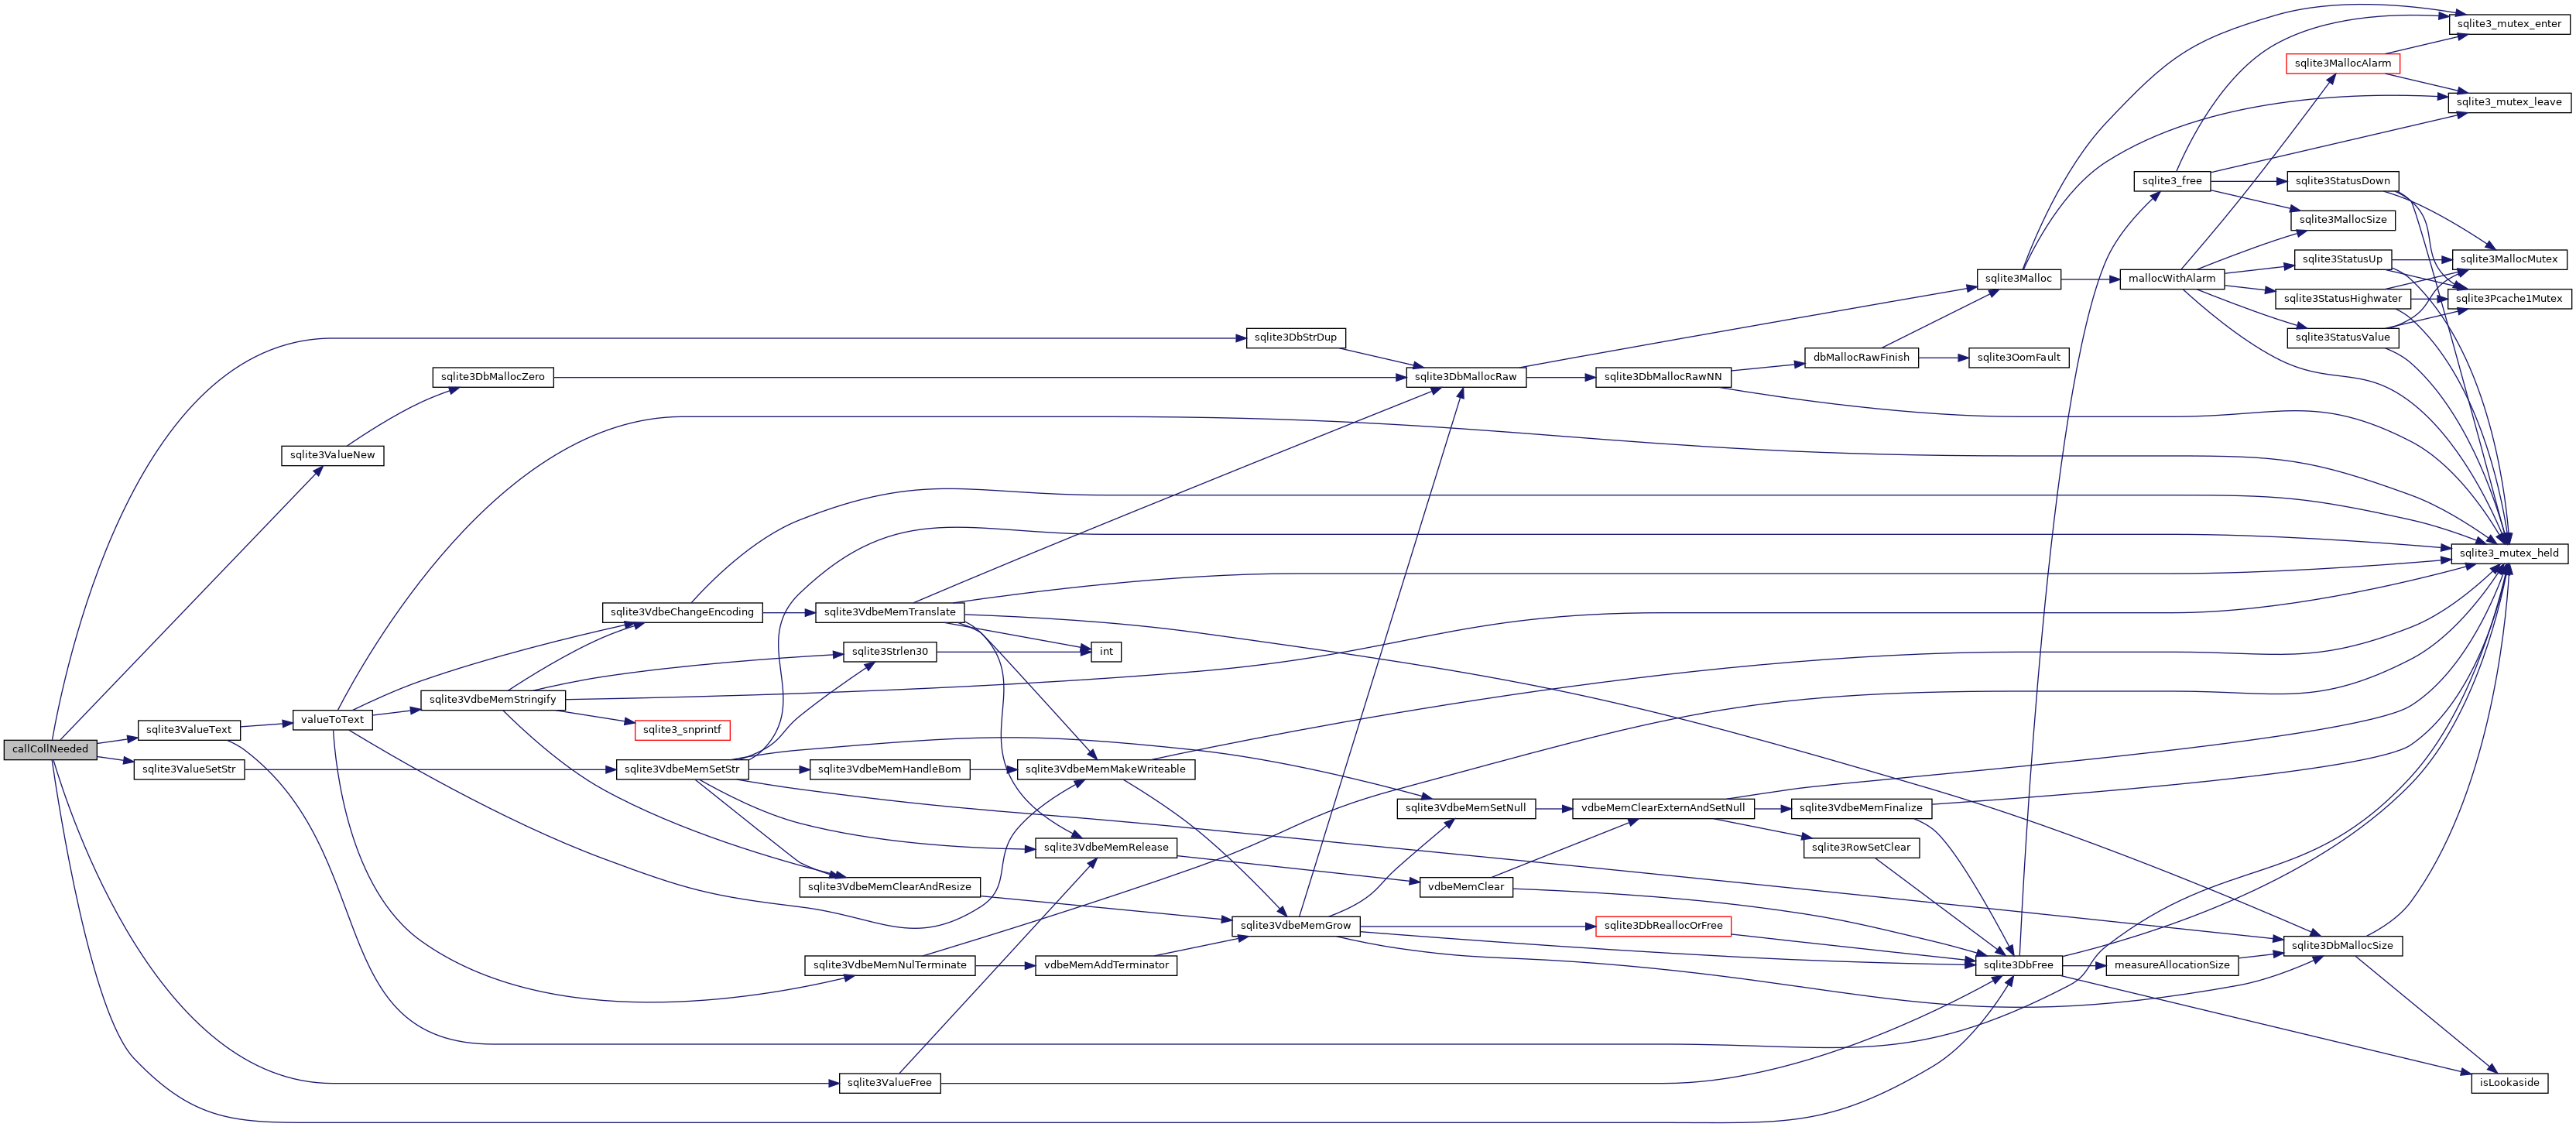 callCollNeeded
sqlite3ValueText
sqlite3ValueSetStr
sqlite3ValueNew
valueToText
sqlite3DbMallocZero
sqlite3VdbeMemStringify
sqlite3VdbeChangeEncoding
sqlite3_snprintf
sqlite3VdbeMemSetStr
sqlite3VdbeMemTranslate
sqlite3Strlen30
sqlite3VdbeMemHandleBom
sqlite3VdbeMemClearAndResize
sqlite3VdbeMemNulTerminate
sqlite3ValueFree
int
sqlite3VdbeMemMakeWriteable
sqlite3VdbeMemRelease
vdbeMemAddTerminator
sqlite3DbStrDup
sqlite3VdbeMemGrow
sqlite3DbMallocRaw
sqlite3VdbeMemSetNull
vdbeMemClear
sqlite3DbMallocRawNN
vdbeMemClearExternAndSetNull
sqlite3DbReallocOrFree
dbMallocRawFinish
sqlite3VdbeMemFinalize
sqlite3RowSetClear
sqlite3Malloc
sqlite3OomFault
sqlite3DbFree
sqlite3_free
mallocWithAlarm
measureAllocationSize
sqlite3MallocAlarm
sqlite3StatusDown
sqlite3MallocSize
sqlite3StatusUp
sqlite3StatusHighwater
sqlite3StatusValue
sqlite3DbMallocSize
sqlite3_mutex_enter
sqlite3_mutex_leave
sqlite3MallocMutex
sqlite3Pcache1Mutex
sqlite3_mutex_held
isLookaside